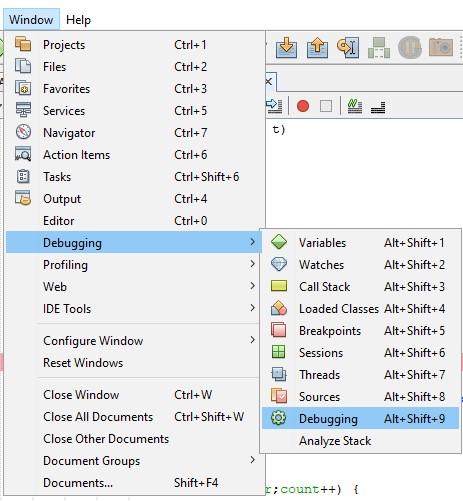 Window Help
Projects Ctrl+1
Files Ctrl+2
Favorites Ctrl+3
Services Ctrl+5
Navigator Ctrl+7
Action Items Ctrl+6
Tasks Ctrl+Shift+6
Output Ctrl+4
Editor Ctrl+0
Debugging
Profiling
Web
IDE Tools
Configure Window
Reset Windows
Close Window Ctrl+W
Close All Documents Ctrl+Shift+W
Close Other Documents
Document Groups
Documents... Shift+F4
t)
Variables Alt+Shift+1
Watches Alt+Shift+2
Call Stack Alt+Shift+3
Loaded Classes Alt+Shift+4
Breakpoints Alt+Shift+5
Sessions Alt+Shift+6
Threads Alt+Shift+7
Sources Alt+Shift+8
Debugging Alt+Shift+9
Analyze Stack
r;count++) {